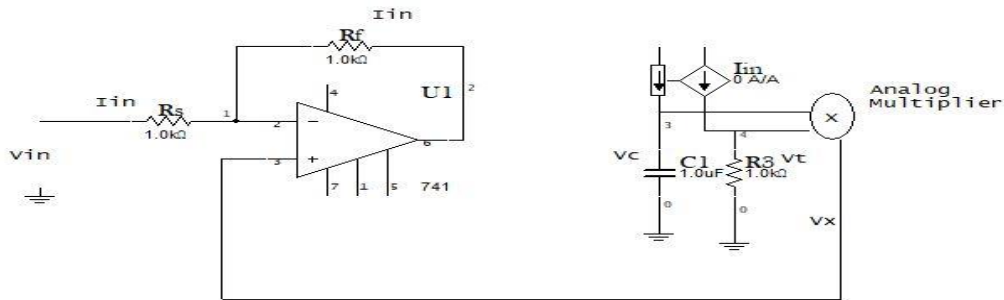 Iin
Rf
1.0kΩ
Iin
Rs
1.0kΩ
Vin
1
2
3
4
U1
2
6
7
1
5
741
Iin
0 A/A
Analog
Multiplier
X
3
4
Vc
C1
1.0uF
R3
1.0kΩ
Vt
0
0
Vx